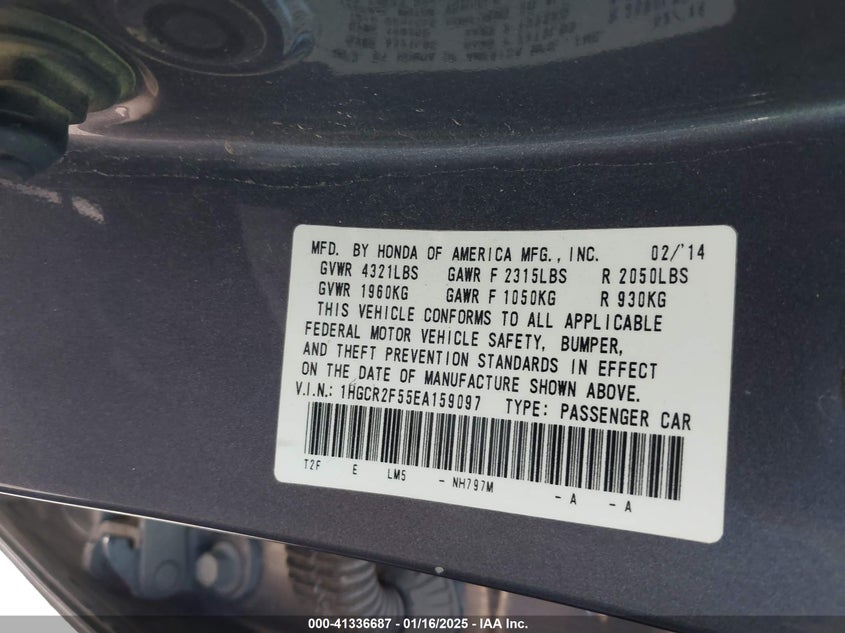 MFD. BY HONDA OF AMERICA MFG., INC. 02/'14
GVWR 4321LBS GAWR F 2315LBS R 2050LBS
GVWR 1960KG GAWR F 1050KG R 930KG
THIS VEHICLE CONFORMS TO ALL APPLICABLE
FEDERAL MOTOR VEHICLE SAFETY, BUMPER,
AND THEFT PREVENTION STANDARDS IN EFFECT
ON THE DATE OF MANUFACTURE SHOWN ABOVE.
V.I.N.: 1HGCR2F55EA159097 TYPE: PASSENGER CAR
T2F E LM5 - NH797M - A - A
000-41336687 - 01/16/2025 - IAA Inc.